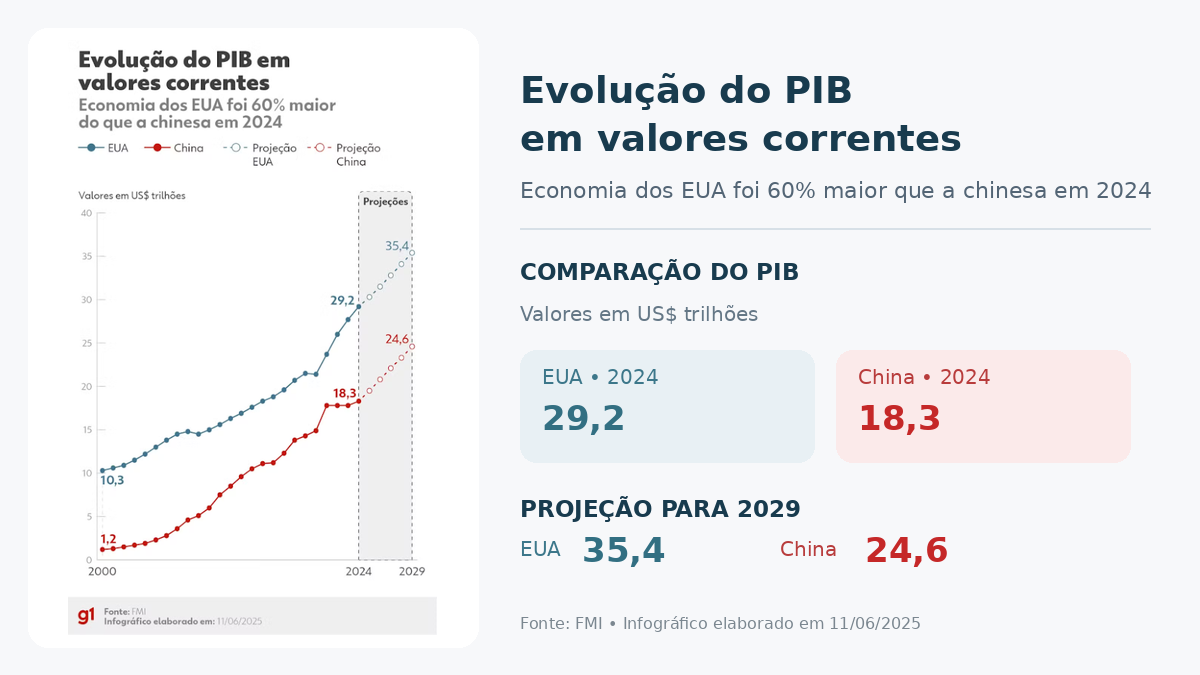 Evolução do PIB em
valores correntes
Economia dos EUA foi 60% maior
do que a chinesa em 2024
EUA
China
Projeção
EUA
Projeção
China
Valores em US$ trilhões
Projeções
40
35
30
25
20
15
10
5
0
35,4
29,2
24,6
18,3
10,3
1,2
2000
2024
2029
g1
Fonte: FMI
Infográfico elaborado em: 11/06/2025
Evolução do PIB
em valores correntes
Economia dos EUA foi 60% maior que a chinesa em 2024
COMPARAÇÃO DO PIB
Valores em US$ trilhões
EUA • 2024
29,2
China • 2024
18,3
PROJEÇÃO PARA 2029
EUA 35,4
China 24,6
Fonte: FMI • Infográfico elaborado em 11/06/2025